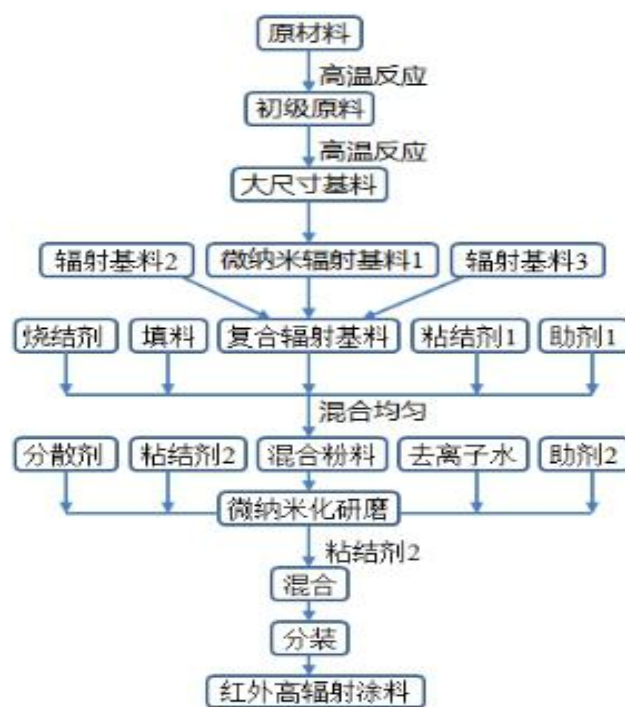 原材料
高温反应
初级原料
高温反应
大尺寸基料
辐射基料2
微纳米辐射基料1
辐射基料3
烧结剂
填料
复合辐射基料
粘结剂1
助剂1
混合均匀
分散剂
粘结剂2
混合粉料
去离子水
助剂2
微纳米化研磨
粘结剂2
混合
分装
红外高辐射涂料